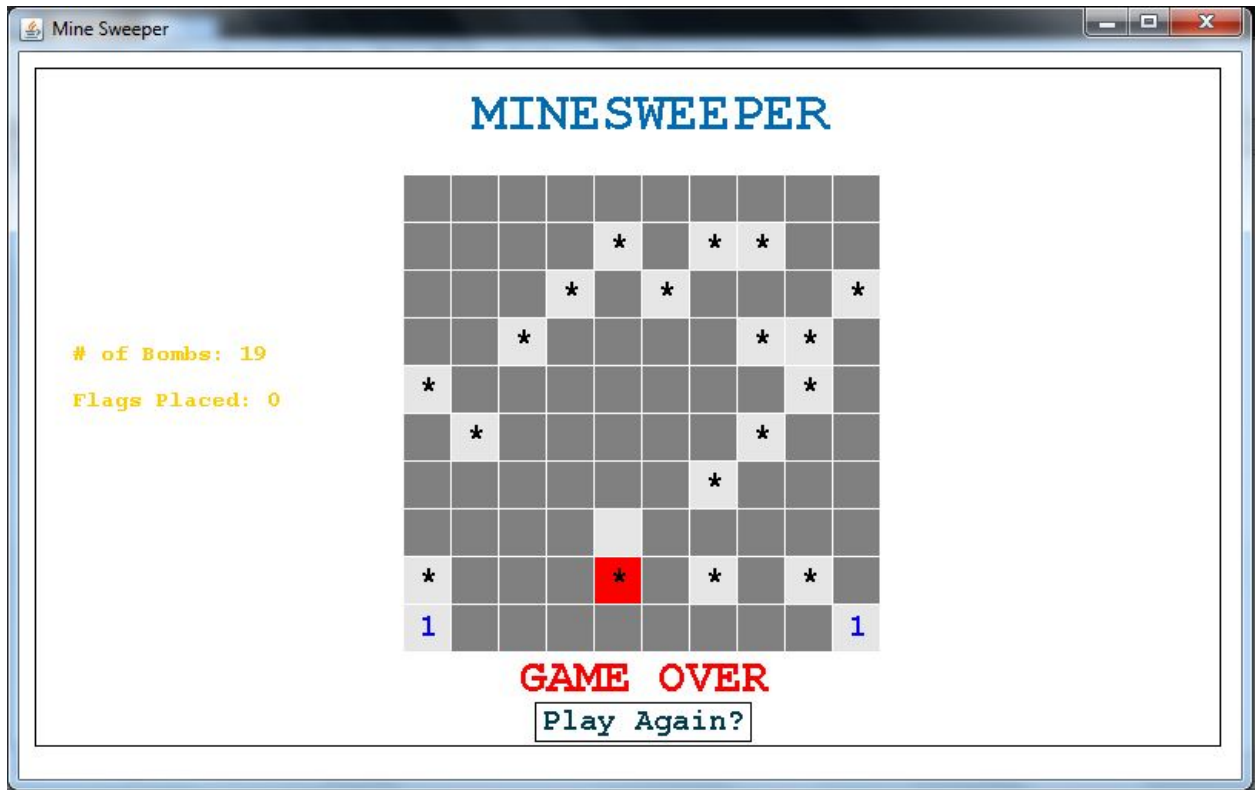 Mine Sweeper
MINESWEEPER
* * *
* * *
* * *
# of Bombs: 19
* *
Flags Placed: 0
* *
*
* * * *
1 1
GAME OVER
Play Again?